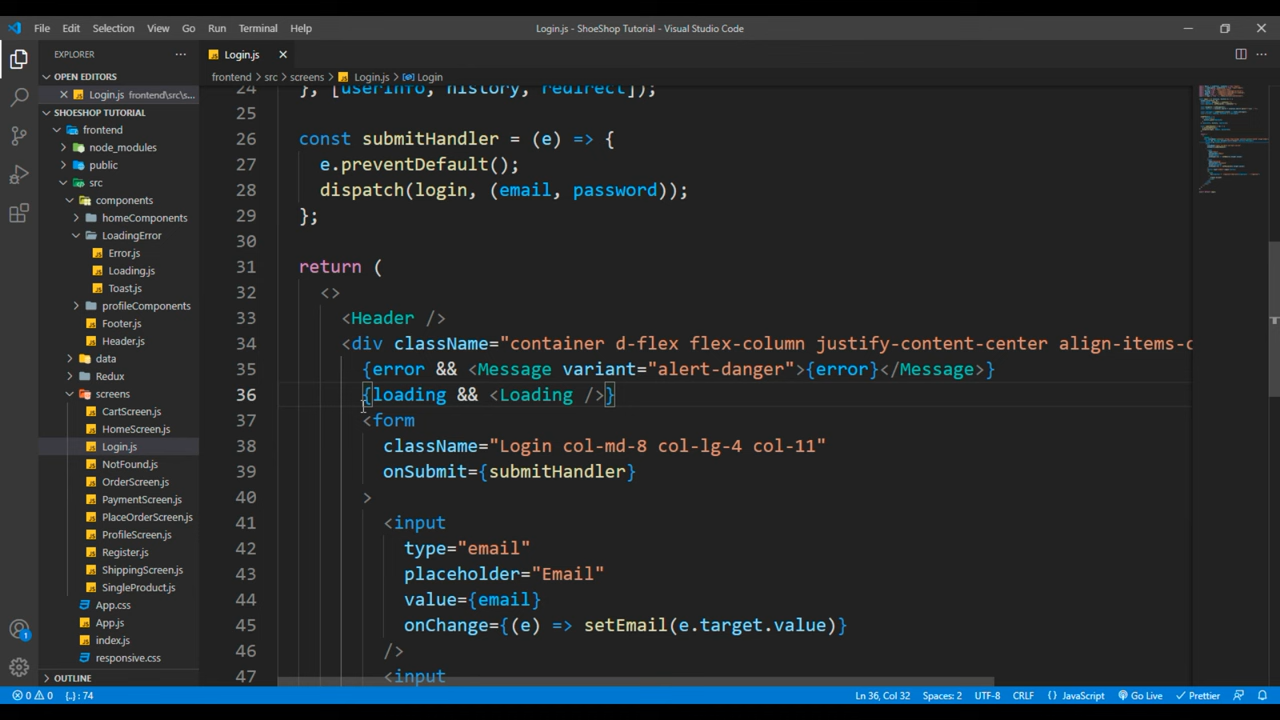 File Edit Selection View Go Run Terminal Help
Login.js - ShoeShop Tutorial - Visual Studio Code
EXPLORER
OPEN EDITORS
Login.js frontend\src\s...
SHOESHOP TUTORIAL
frontend
node_modules
public
src
components
homeComponents
LoadingError
Error.js
Loading.js
Toast.js
profileComponents
Footer.js
Header.js
data
Redux
screens
CartScreen.js
HomeScreen.js
Login.js
NotFound.js
OrderScreen.js
PaymentScreen.js
PlaceOrderScreen.js
ProfileScreen.js
Register.js
ShippingScreen.js
SingleProduct.js
App.css
App.js
index.js
responsive.css
OUTLINE
Login.js
frontend > src > screens > Login.js > Login
24 }, [userInfo, history, redirect]);
25
26 const submitHandler = (e) => {
27 e.preventDefault();
28 dispatch(login, (email, password));
29 };
30
31 return (
32 <>
33 <Header />
34 <div className="container d-flex flex-column justify-content-center align-items-c
35 {error && <Message variant="alert-danger">{error}</Message>}
36 {loading && <Loading />}
37 <form
38 className="Login col-md-8 col-lg-4 col-11"
39 onSubmit={submitHandler}
40 >
41 <input
42 type="email"
43 placeholder="Email"
44 value={email}
45 onChange={(e) => setEmail(e.target.value)}
46 />
47 <input
0 0 {..}: 74
Ln 36, Col 32 Spaces: 2 UTF-8 CRLF {} JavaScript Go Live Prettier
1